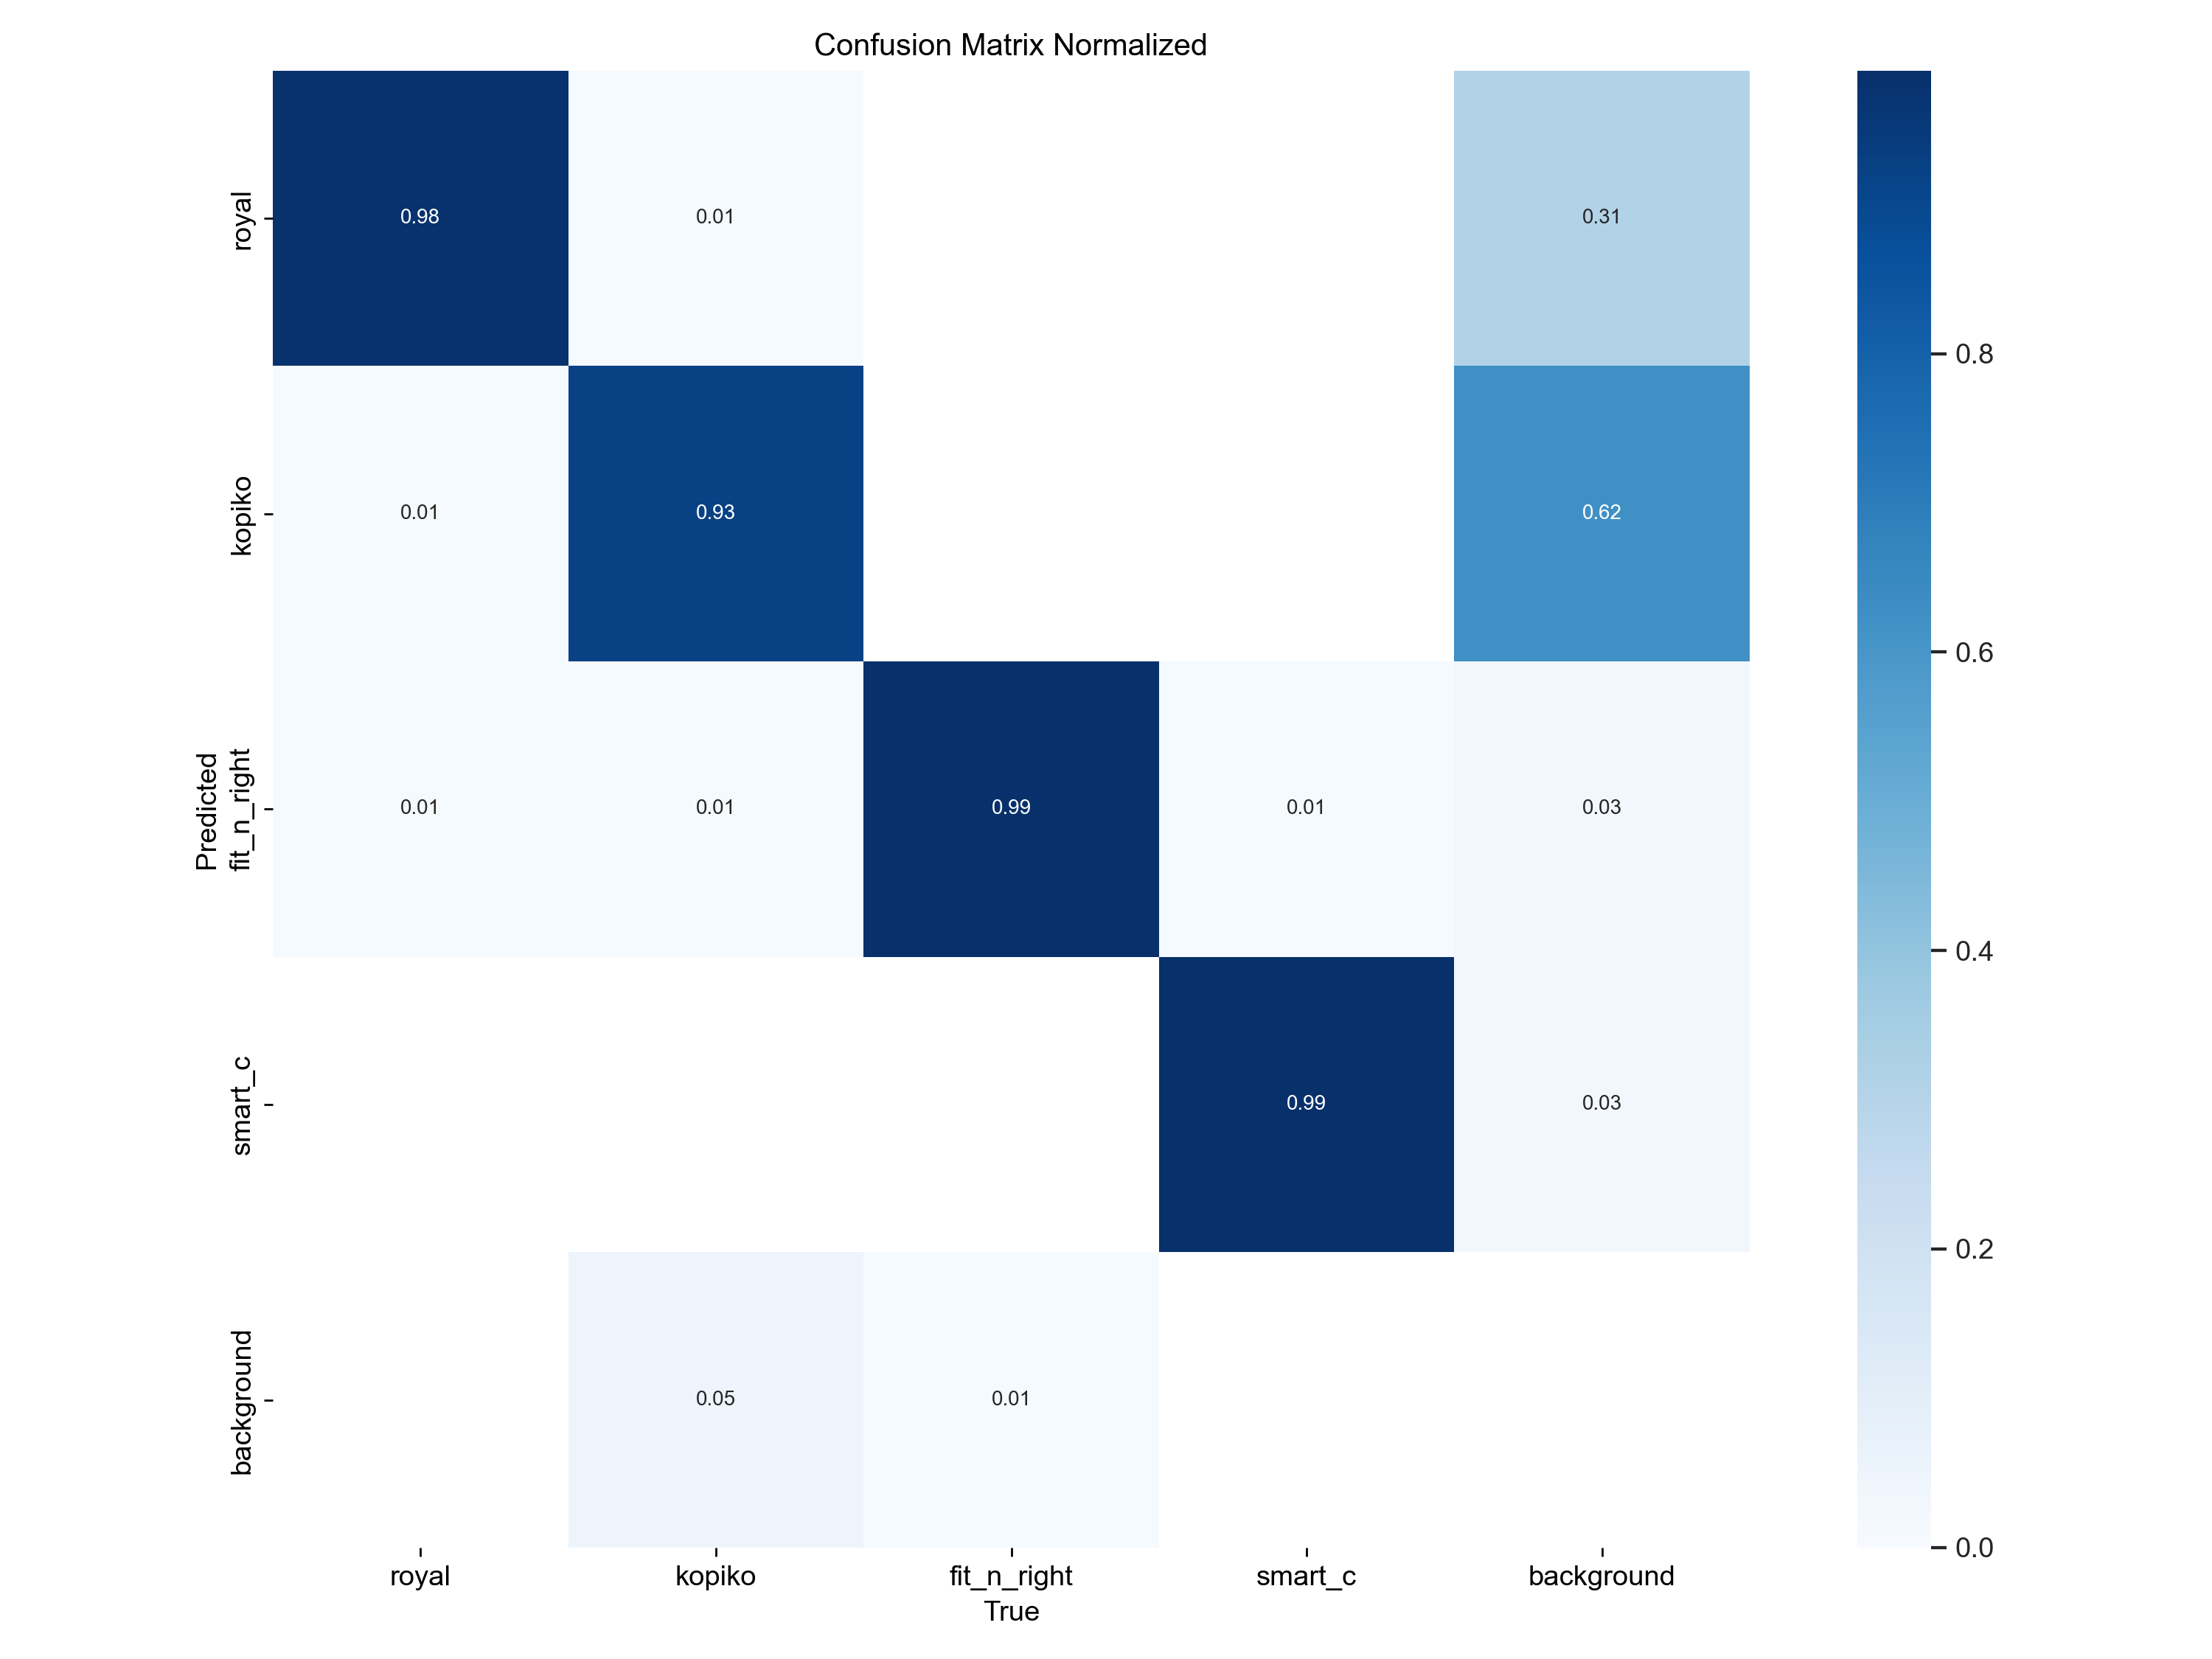 Confusion Matrix Normalized
royal
0.98
0.01
0.31
kopiko
0.01
0.93
0.62
Predicted
fit_n_right
0.01
0.01
0.99
0.01
0.03
smart_c
0.99
0.03
background
0.05
0.01
royal
kopiko
fit_n_right
smart_c
background
True
0.8
0.6
0.4
0.2
0.0